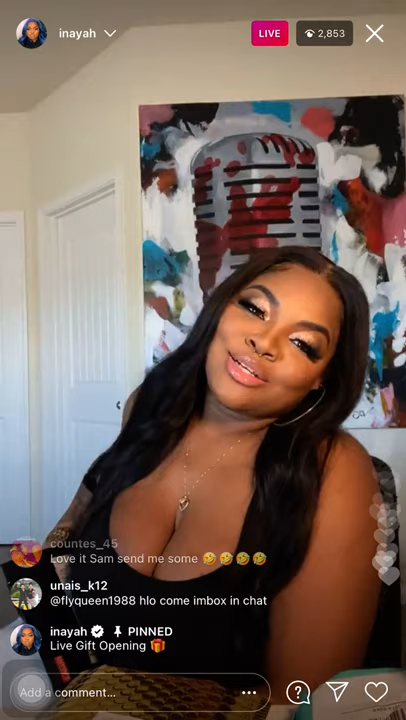 inayah
LIVE
2,853
countes_45
Love it Sam send me some 🤣🤣🤣🤣
unais_k12
@flyqueen1988 hlo come imbox in chat
inayah PINNED
Live Gift Opening 🎁
Add a comment...